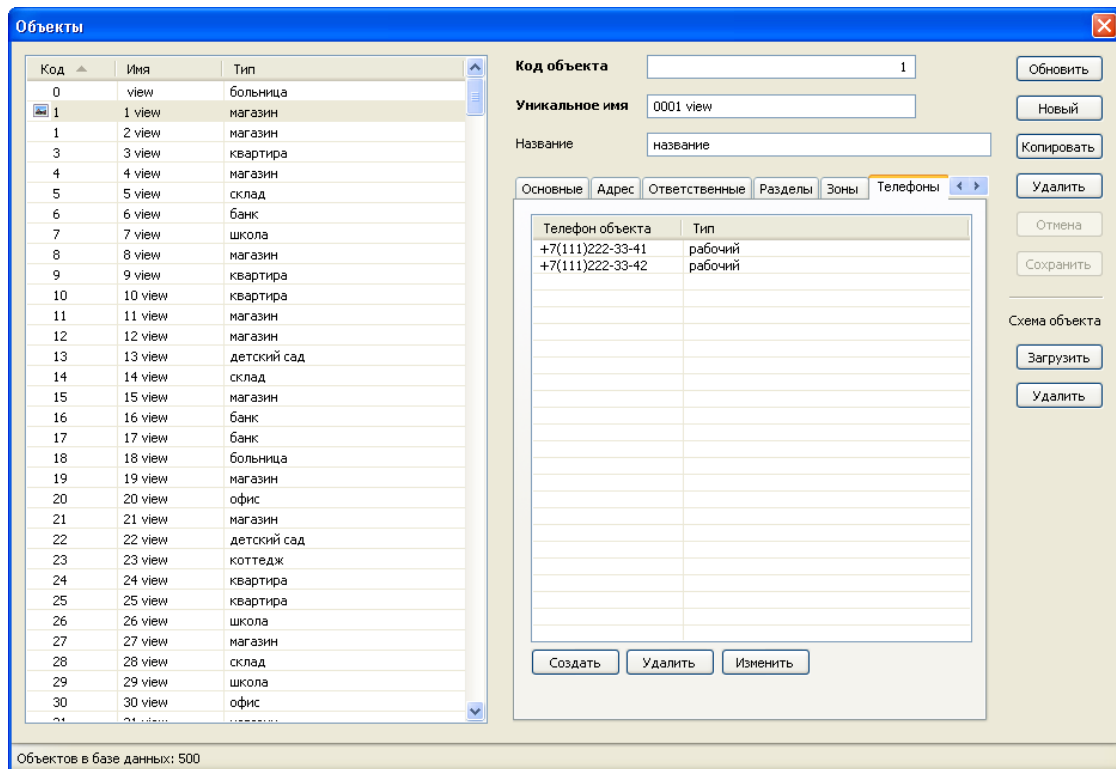 Объекты
Код Имя Тип
0 view больница
1 1 view магазин
1 2 view магазин
3 3 view квартира
4 4 view магазин
5 5 view склад
6 6 view банк
7 7 view школа
8 8 view магазин
9 9 view квартира
10 10 view квартира
11 11 view магазин
12 12 view магазин
13 13 view детский сад
14 14 view склад
15 15 view магазин
16 16 view банк
17 17 view банк
18 18 view больница
19 19 view магазин
20 20 view офис
21 21 view магазин
22 22 view детский сад
23 23 view коттедж
24 24 view квартира
25 25 view квартира
26 26 view школа
27 27 view магазин
28 28 view склад
29 29 view школа
30 30 view офис
Код объекта 1
Уникальное имя 0001 view
Название название
Основные Адрес Ответственные Разделы Зоны Телефоны
Телефон объекта Тип
+7(111)222-33-41 рабочий
+7(111)222-33-42 рабочий
Создать Удалить Изменить
Обновить
Новый
Копировать
Удалить
Отмена
Сохранить
Схема объекта
Загрузить
Удалить
Объектов в базе данных: 500